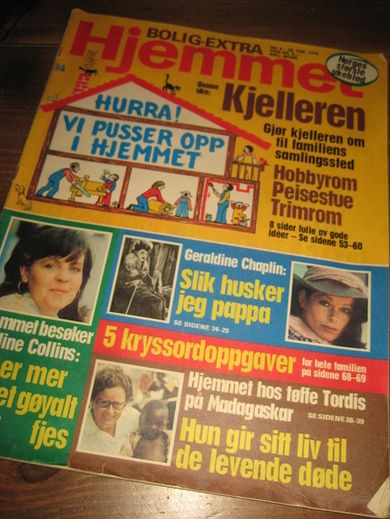 BOLIG-EXTRA
Hjemmet
Norges
største
ukeblad
Denne
uke:
Kjelleren
HURRA!
VI PUSSER OPP
I HJEMMET
Gjør kjelleren om
til familiens
samlingssted
Hobbyrom
Peisestue
Trimrom
8 sider fulle av gode
idéer – Se sidene 53–60
Geraldine Chaplin:
Slik husker
jeg pappa
SE SIDENE 24-25
mmet besøker
line Collins:
er mer
et gøyalt
fjes
5 kryssordoppgaver
for hele familien
på sidene 68–69
Hjemmet hos tøffe Tordis
på Madagaskar
SE SIDENE 38-39
Hun gir sitt liv til
de levende døde